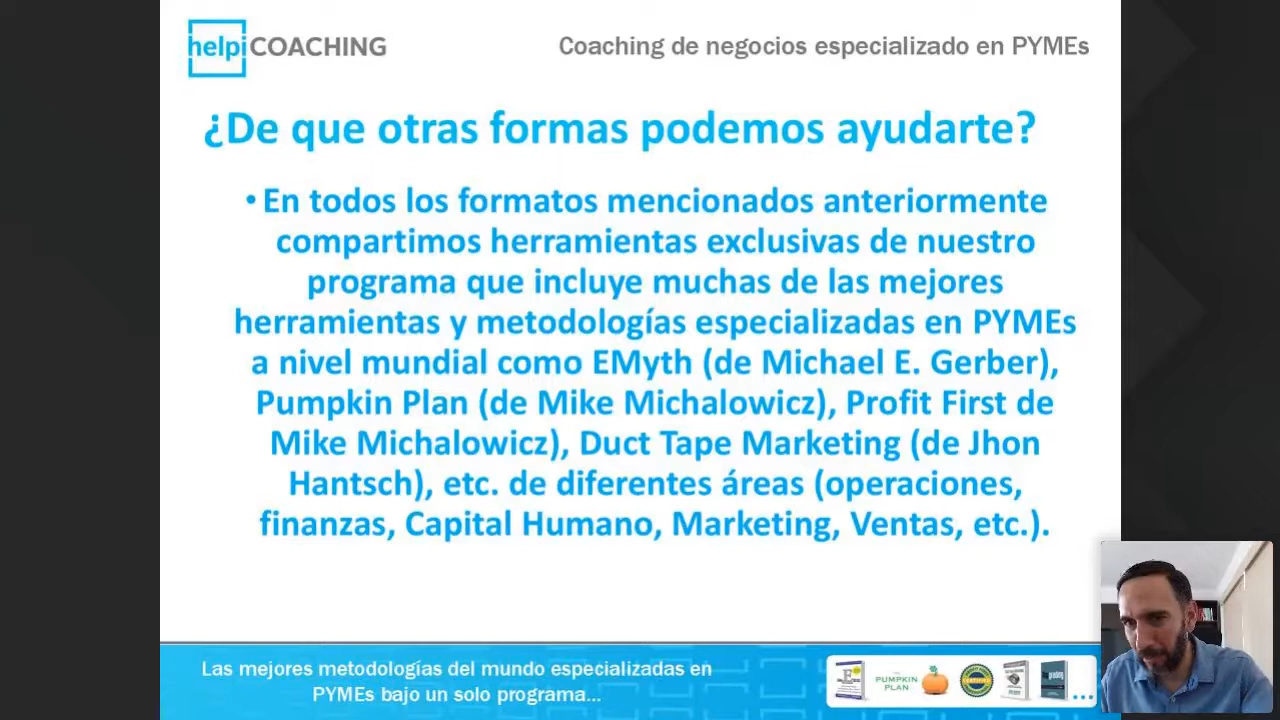 helpi COACHING
Coaching de negocios especializado en PYMEs
¿De que otras formas podemos ayudarte?
• En todos los formatos mencionados anteriormente
compartimos herramientas exclusivas de nuestro
programa que incluye muchas de las mejores
herramientas y metodologías especializadas en PYMEs
a nivel mundial como EMyth (de Michael E. Gerber),
Pumpkin Plan (de Mike Michalowicz), Profit First de
Mike Michalowicz), Duct Tape Marketing (de Jhon
Hantsch), etc. de diferentes áreas (operaciones,
finanzas, Capital Humano, Marketing, Ventas, etc.).
Las mejores metodologías del mundo especializadas en
PYMEs bajo un solo programa...
PUMPKIN
PLAN
...